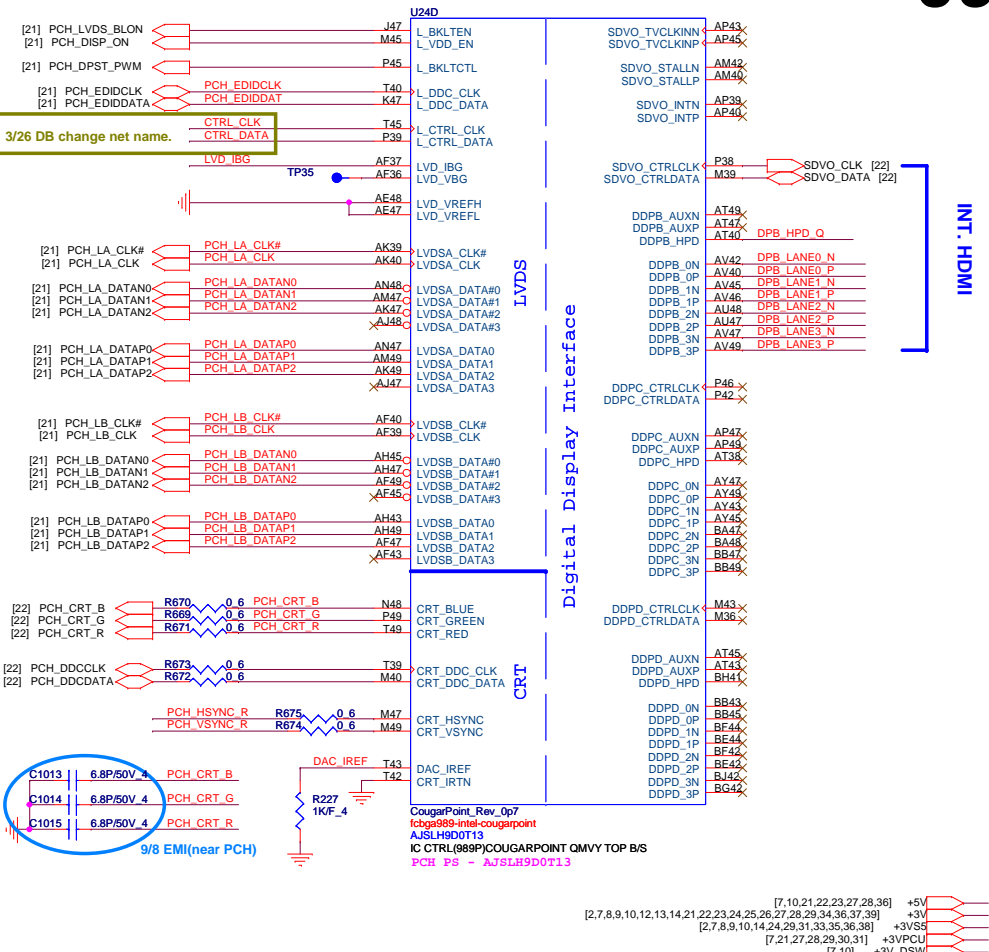 U24D
[21] PCH_LVDS_BLON J47 L_BKLTEN
[21] PCH_DISP_ON M45 L_VDD_EN
[21] PCH_DPST_PWM P45 L_BKLTCTL
[21] PCH_EDIDCLK PCH_EDIDCLK T40 L_DDC_CLK
[21] PCH_EDIDDATA PCH_EDIDDAT K47 L_DDC_DATA
3/26 DB change net name.
CTRL_CLK T45 L_CTRL_CLK
CTRL_DATA P39 L_CTRL_DATA
LVD_IBG AF37 LVD_IBG
TP35 AF36 LVD_VBG
AE48 LVD_VREFH
AE47 LVD_VREFL
[21] PCH_LA_CLK# PCH_LA_CLK# AK39 LVDSA_CLK#
[21] PCH_LA_CLK PCH_LA_CLK AK40 LVDSA_CLK
[21] PCH_LA_DATAN0 PCH_LA_DATAN0 AN48 LVDSA_DATA#0
[21] PCH_LA_DATAN1 PCH_LA_DATAN1 AM47 LVDSA_DATA#1
[21] PCH_LA_DATAN2 PCH_LA_DATAN2 AK47 LVDSA_DATA#2
AJ48 LVDSA_DATA#3
[21] PCH_LA_DATAP0 PCH_LA_DATAP0 AN47 LVDSA_DATA0
[21] PCH_LA_DATAP1 PCH_LA_DATAP1 AM49 LVDSA_DATA1
[21] PCH_LA_DATAP2 PCH_LA_DATAP2 AK49 LVDSA_DATA2
AJ47 LVDSA_DATA3
[21] PCH_LB_CLK# PCH_LB_CLK# AF40 LVDSB_CLK#
[21] PCH_LB_CLK PCH_LB_CLK AF39 LVDSB_CLK
[21] PCH_LB_DATAN0 PCH_LB_DATAN0 AH45 LVDSB_DATA#0
[21] PCH_LB_DATAN1 PCH_LB_DATAN1 AH47 LVDSB_DATA#1
[21] PCH_LB_DATAN2 PCH_LB_DATAN2 AF49 LVDSB_DATA#2
AF45 LVDSB_DATA#3
[21] PCH_LB_DATAP0 PCH_LB_DATAP0 AH43 LVDSB_DATA0
[21] PCH_LB_DATAP1 PCH_LB_DATAP1 AH49 LVDSB_DATA1
[21] PCH_LB_DATAP2 PCH_LB_DATAP2 AF47 LVDSB_DATA2
AF43 LVDSB_DATA3
[22] PCH_CRT_B R670 0_6 PCH_CRT_B N48 CRT_BLUE
[22] PCH_CRT_G R669 0_6 PCH_CRT_G P49 CRT_GREEN
[22] PCH_CRT_R R671 0_6 PCH_CRT_R T49 CRT_RED
[22] PCH_DDCCLK R673 0_6 T39 CRT_DDC_CLK
[22] PCH_DDCDATA R672 0_6 M40 CRT_DDC_DATA
PCH_HSYNC_R R675 0_6 M47 CRT_HSYNC
PCH_VSYNC_R R674 0_6 M49 CRT_VSYNC
DAC_IREF T43 DAC_IREF
T42 CRT_IRTN
R227
1K/F_4
C1013 6.8P/50V_4 PCH_CRT_B
C1014 6.8P/50V_4 PCH_CRT_G
C1015 6.8P/50V_4 PCH_CRT_R
9/8 EMI(near PCH)
LVDS
CRT
Digital Display Interface
SDVO_TVCLKINN AP43
SDVO_TVCLKINP AP45
SDVO_STALLN AM42
SDVO_STALLP AM40
SDVO_INTN AP39
SDVO_INTP AP40
SDVO_CTRLCLK P38 SDVO_CLK [22]
SDVO_CTRLDATA M39 SDVO_DATA [22]
DDPB_AUXN AT49
DDPB_AUXP AT47
DDPB_HPD AT40 DPB_HPD_Q
DDPB_0N AV42 DPB_LANE0_N
DDPB_0P AV40 DPB_LANE0_P
DDPB_1N AV45 DPB_LANE1_N
DDPB_1P AV46 DPB_LANE1_P
DDPB_2N AU48 DPB_LANE2_N
DDPB_2P AU47 DPB_LANE2_P
DDPB_3N AV47 DPB_LANE3_N
DDPB_3P AV49 DPB_LANE3_P
INT. HDMI
DDPC_CTRLCLK P46
DDPC_CTRLDATA P42
DDPC_AUXN AP47
DDPC_AUXP AP49
DDPC_HPD AT38
DDPC_0N AY47
DDPC_0P AY49
DDPC_1N AY43
DDPC_1P AY45
DDPC_2N BA47
DDPC_2P BA48
DDPC_3N BB47
DDPC_3P BB49
DDPD_CTRLCLK M43
DDPD_CTRLDATA M36
DDPD_AUXN AT45
DDPD_AUXP AT43
DDPD_HPD BH41
DDPD_0N BB43
DDPD_0P BB45
DDPD_1N BF44
DDPD_1P BE44
DDPD_2N BF42
DDPD_2P BE42
DDPD_3N BJ42
DDPD_3P BG42
CougarPoint_Rev_0p7
fcbga989-intel-cougarpoint
AJSLH9D0T13
IC CTRL(989P)COUGARPOINT QMVY TOP B/S
PCH PS - AJSLH9D0T13
[7,10,21,22,23,27,28,36] +5V
[2,7,8,9,10,12,13,14,21,22,23,24,25,26,27,28,29,34,36,37,39] +3V
[2,7,8,9,10,14,24,29,31,33,35,36,38] +3VS5
[7,21,27,28,29,30,31] +3VPCU
[7,10] +3V_DSW